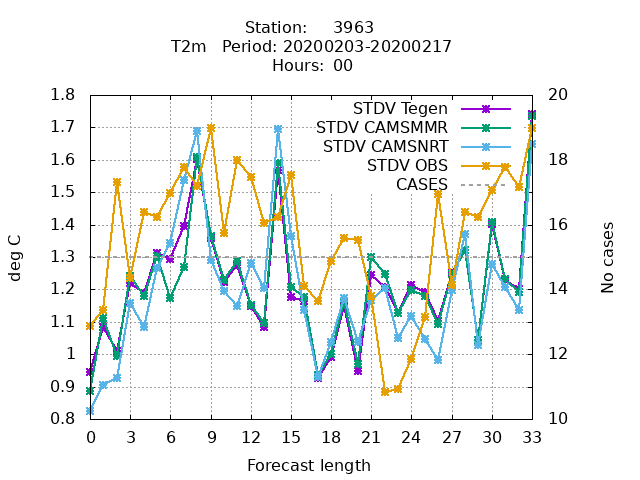 Station: 3963
T2m Period: 20200203-20200217
Hours: 00
STDV Tegen
STDV CAMSMMR
STDV CAMSNRT
STDV OBS
CASES
deg C
1.8
1.7
1.6
1.5
1.4
1.3
1.2
1.1
1
0.9
0.8
No cases
20
18
16
14
12
10
0 3 6 9 12 15 18 21 24 27 30 33
Forecast length